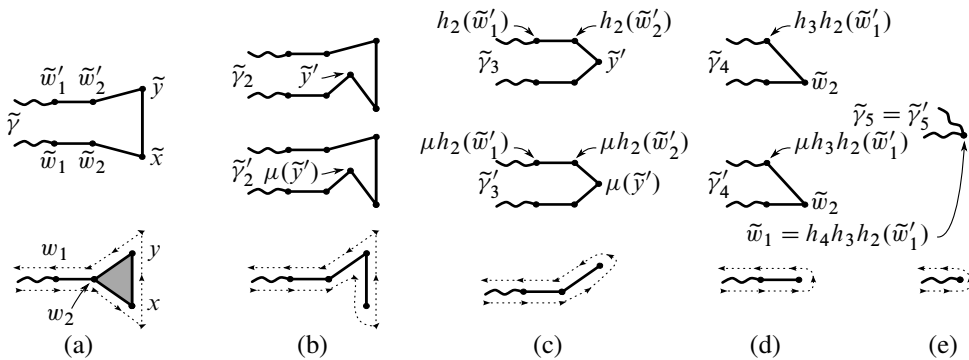 w̃′₁ w̃′₂ ỹ
γ̃
w̃₁ w̃₂ x̃
w₁ y
w₂ x
(a)
γ̃₂ ỹ′
γ̃′₂ μ(ỹ′)
(b)
h₂(w̃′₁) h₂(w̃′₂)
γ̃₃ ỹ′
μh₂(w̃′₁) μh₂(w̃′₂)
γ̃′₃ μ(ỹ′)
(c)
h₃h₂(w̃′₁)
γ̃₄ w̃₂
μh₃h₂(w̃′₁)
γ̃′₄ w̃₂
(d)
γ̃₅ = γ̃′₅
w̃₁ = h₄h₃h₂(w̃′₁)
(e)